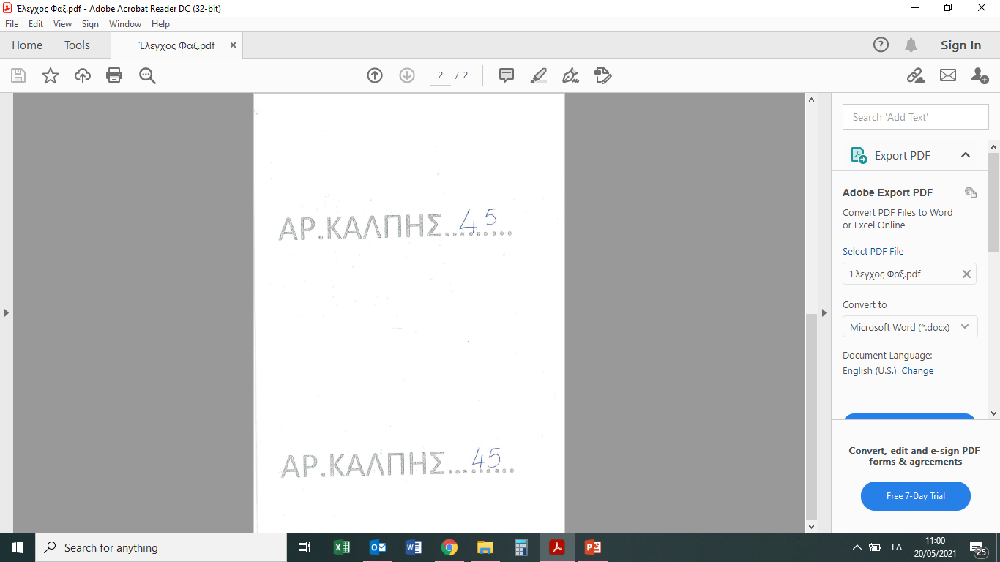 Έλεγχος Φαξ.pdf - Adobe Acrobat Reader DC (32-bit)
File Edit View Sign Window Help
Home Tools Έλεγχος Φαξ.pdf ×
Sign In
2 / 2
Search 'Add Text'
Export PDF
Adobe Export PDF
Convert PDF Files to Word
or Excel Online
Select PDF File
Έλεγχος Φαξ.pdf
Convert to
Microsoft Word (*.docx)
Document Language:
English (U.S.) Change
Convert, edit and e-sign PDF
forms & agreements
Free 7-Day Trial
ΑΡ.ΚΑΛΠΗΣ...45......
ΑΡ.ΚΑΛΠΗΣ...45......
Search for anything
ΕΛ
11:00
20/05/2021
25